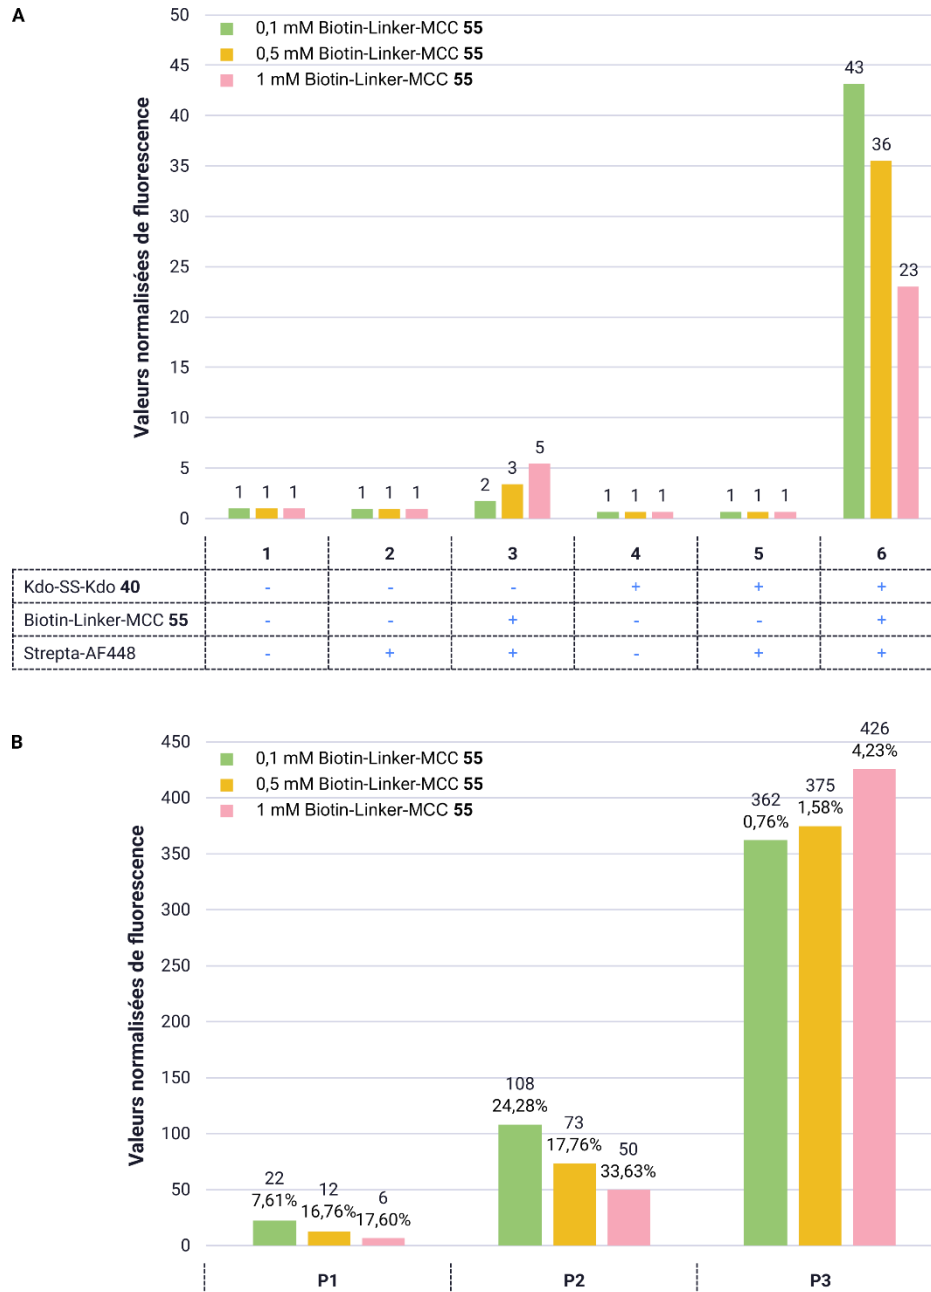 A
50
45
40
35
30
25
20
15
10
5
0
Valeurs normalisées de fluorescence
0,1 mM Biotin-Linker-MCC 55
0,5 mM Biotin-Linker-MCC 55
1 mM Biotin-Linker-MCC 55
1 1 1
1 1 1
2 3 5
1 1 1
1 1 1
43 36 23
1 2 3 4 5 6
Kdo-SS-Kdo 40 - - - + + +
Biotin-Linker-MCC 55 - - + - - +
Strepta-AF448 - + + - + +
B
450
400
350
300
250
200
150
100
50
0
Valeurs normalisées de fluorescence
0,1 mM Biotin-Linker-MCC 55
0,5 mM Biotin-Linker-MCC 55
1 mM Biotin-Linker-MCC 55
22
7,61%
12
16,76%
6
17,60%
108
24,28%
73
17,76%
50
33,63%
362
0,76%
375
1,58%
426
4,23%
P1 P2 P3